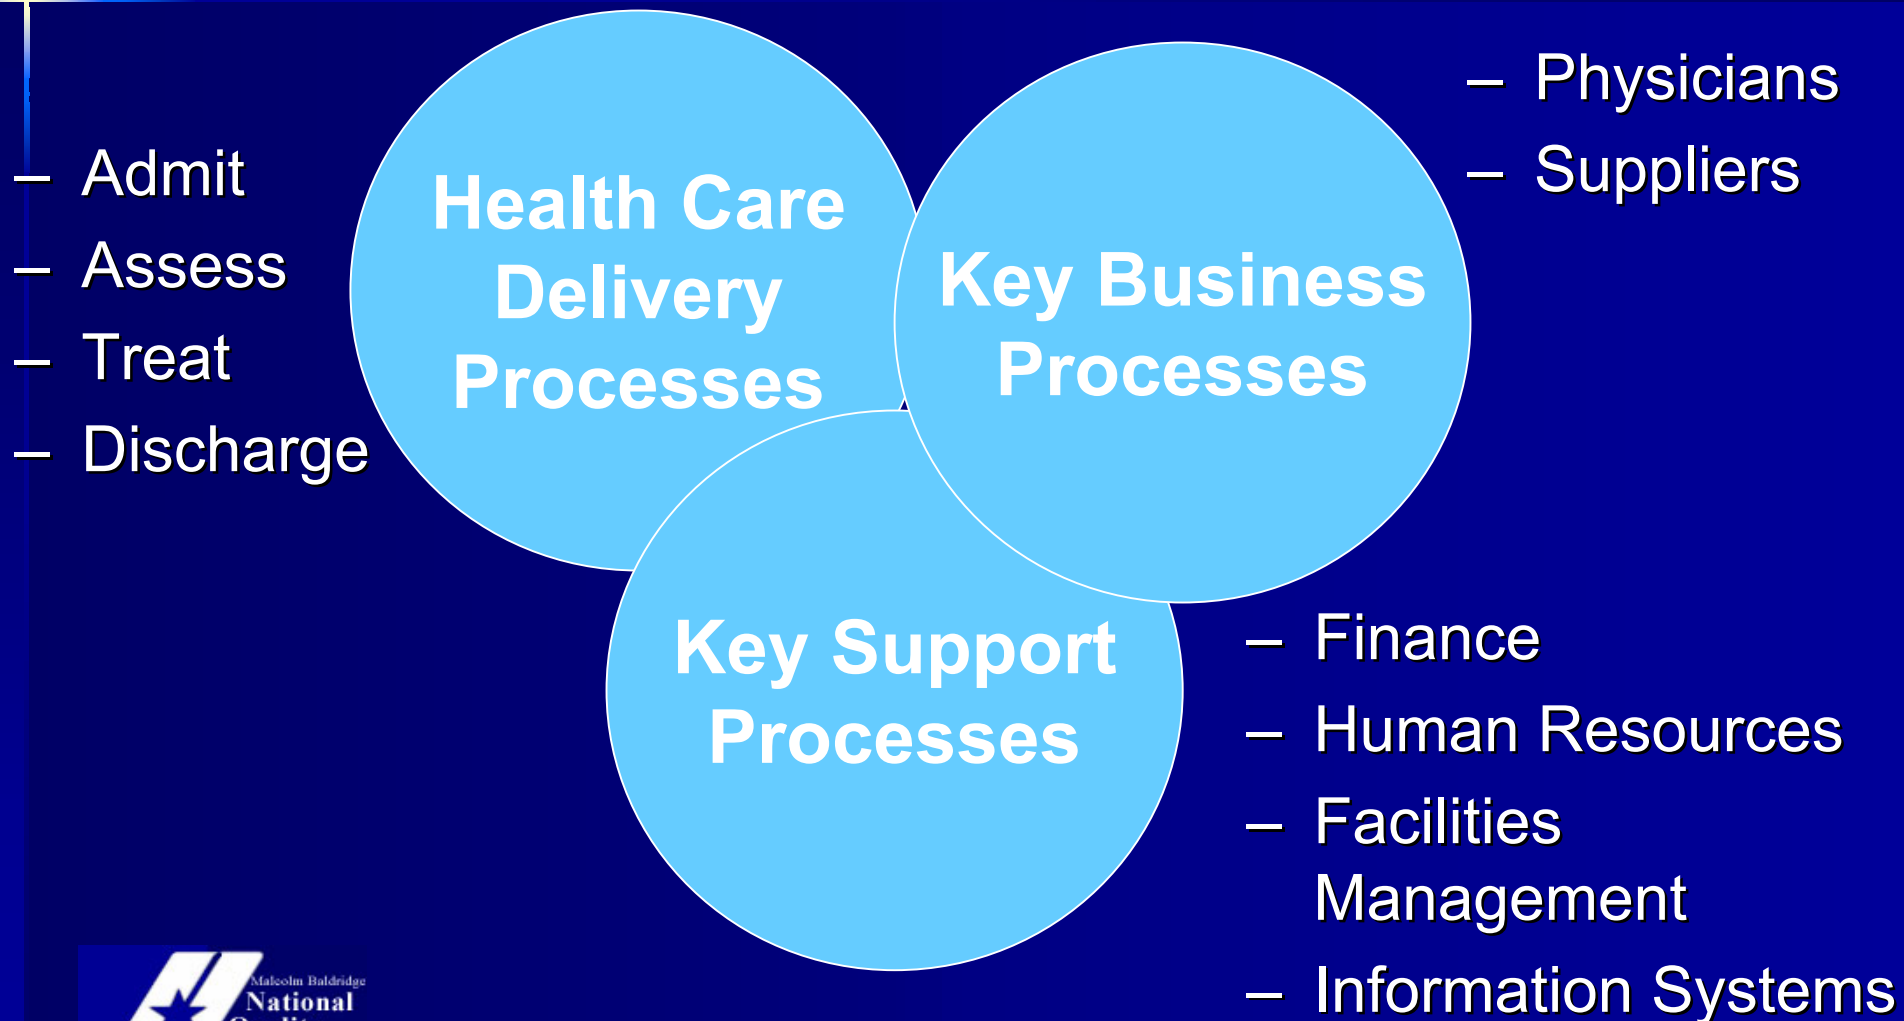 – Admit
– Assess
– Treat
– Discharge
Health Care
Delivery
Processes
Key Business
Processes
– Physicians
– Suppliers
Key Support
Processes
– Finance
– Human Resources
– Facilities
Management
– Information Systems
Malcolm Baldridge
National